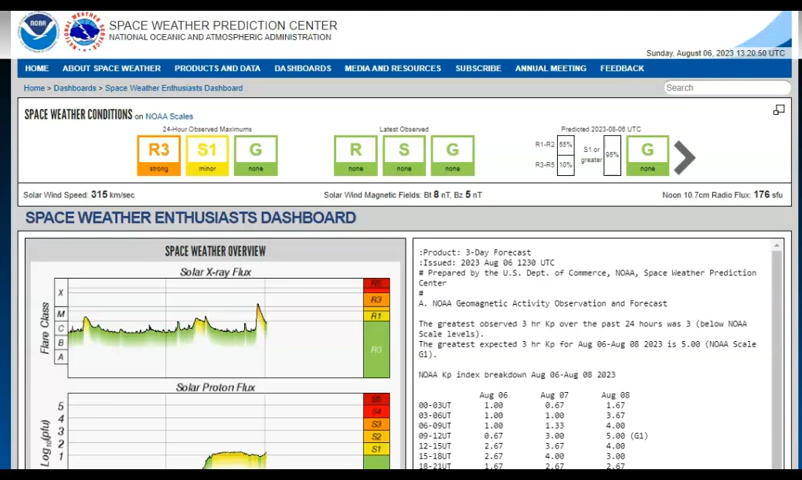 NOAA
SPACE WEATHER PREDICTION CENTER
NATIONAL OCEANIC AND ATMOSPHERIC ADMINISTRATION
Sunday, August 06, 2023 13:20:50 UTC
HOME ABOUT SPACE WEATHER PRODUCTS AND DATA DASHBOARDS MEDIA AND RESOURCES SUBSCRIBE ANNUAL MEETING FEEDBACK
Home > Dashboards > Space Weather Enthusiasts Dashboard
Search
SPACE WEATHER CONDITIONS on NOAA Scales
24-Hour Observed Maximums
R3 strong
S1 minor
G none
Latest Observed
R none
S none
G none
Predicted 2023-08-06 UTC
R1-R2 55%
R3-R5 10%
S1 or greater 95%
G none
Solar Wind Speed: 315 km/sec
Solar Wind Magnetic Fields: Bt 8 nT, Bz 5 nT
Noon 10.7cm Radio Flux: 176 sfu
SPACE WEATHER ENTHUSIASTS DASHBOARD
SPACE WEATHER OVERVIEW
Solar X-ray Flux
Flare Class
X
M
C
B
A
R5
R3
R1
R0
Solar Proton Flux
Log10(pfu)
5
4
3
2
1
S5
S4
S3
S2
S1
:Product: 3-Day Forecast
:Issued: 2023 Aug 06 1230 UTC
# Prepared by the U.S. Dept. of Commerce, NOAA, Space Weather Prediction
Center
#
A. NOAA Geomagnetic Activity Observation and Forecast
The greatest observed 3 hr Kp over the past 24 hours was 3 (below NOAA
Scale levels).
The greatest expected 3 hr Kp for Aug 06-Aug 08 2023 is 5.00 (NOAA Scale
G1).
NOAA Kp index breakdown Aug 06-Aug 08 2023
Aug 06 Aug 07 Aug 08
00-03UT 1.00 0.67 1.67
03-06UT 1.00 1.00 3.67
06-09UT 1.00 1.33 4.00
09-12UT 0.67 3.00 5.00 (G1)
12-15UT 2.67 3.67 4.00
15-18UT 2.67 4.00 3.00
18-21UT 1.67 2.67 2.67